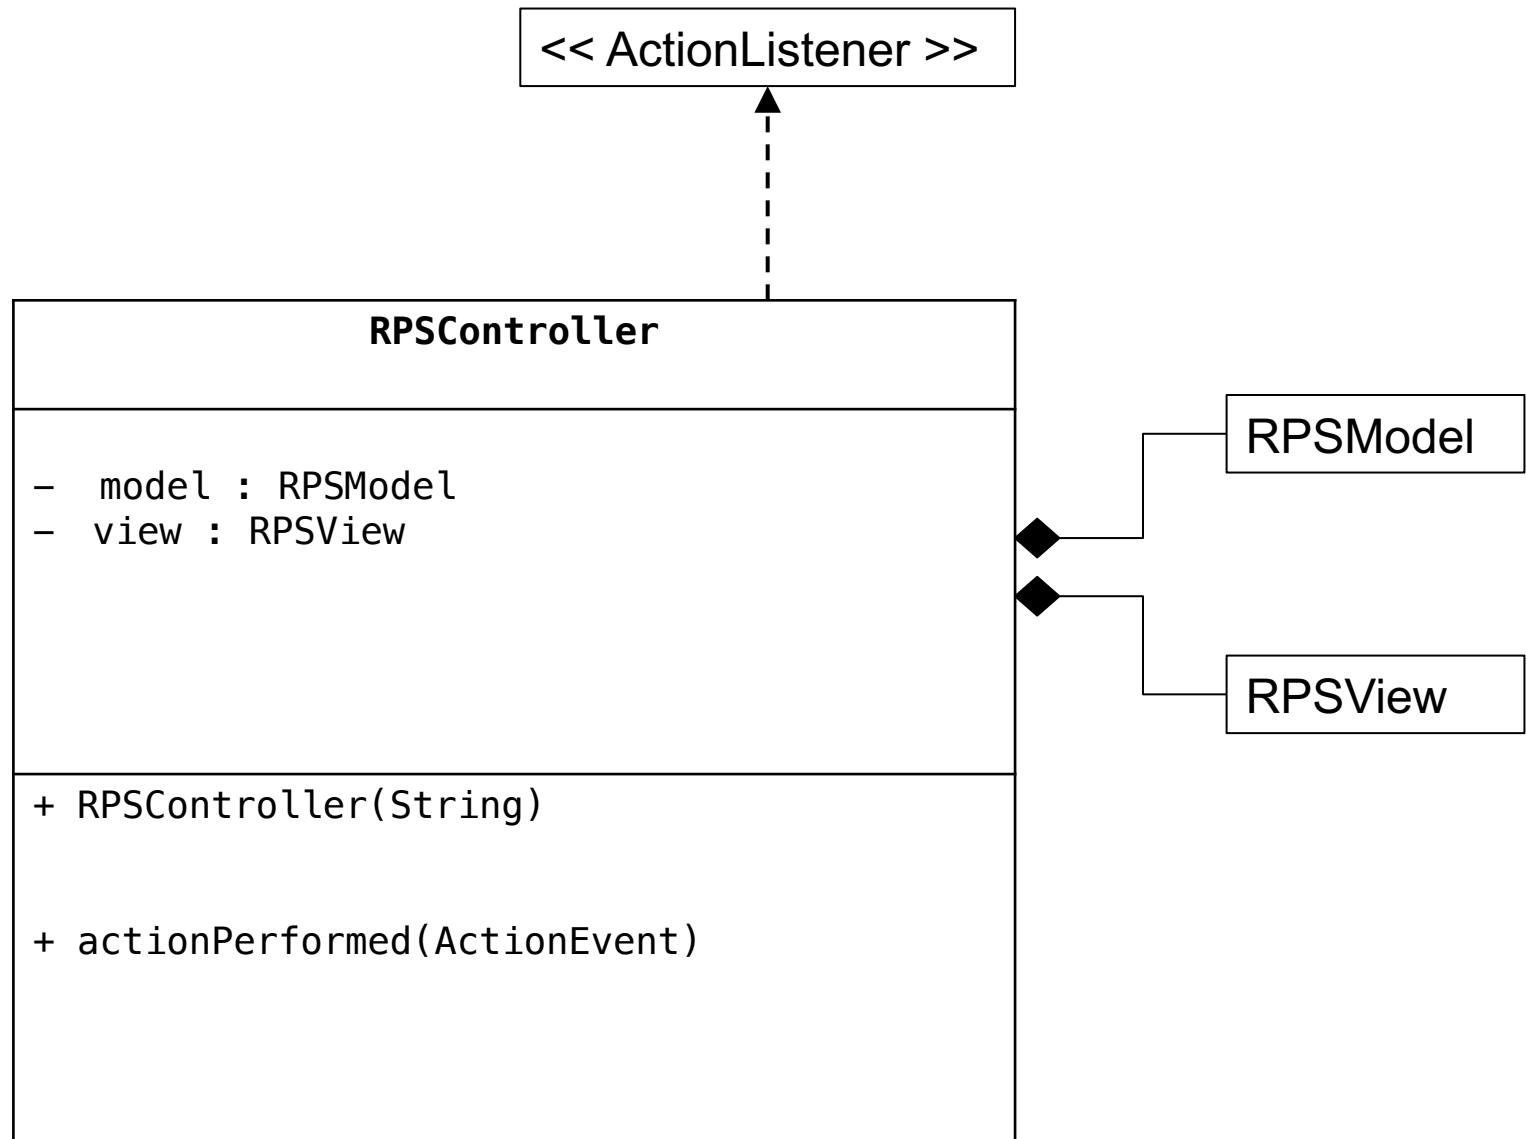 << ActionListener >>
RPSController
RPSModel
– model : RPSModel
– view : RPSView
RPSView
+ RPSController(String)
+ actionPerformed(ActionEvent)